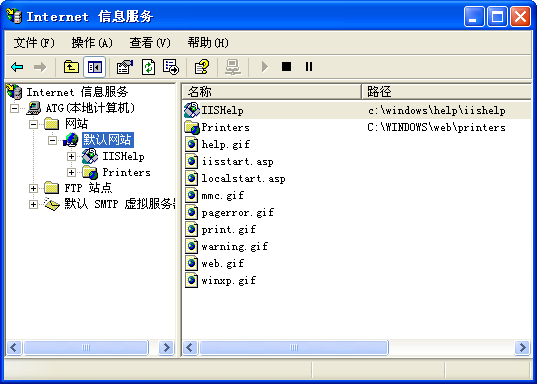 Internet 信息服务
文件(F) 操作(A) 查看(V) 帮助(H)
Internet 信息服务
ATG(本地计算机)
网站
默认网站
IISHelp
Printers
FTP 站点
默认 SMTP 虚拟服务器
名称 路径
IISHelp c:\windows\help\iishelp
Printers C:\WINDOWS\web\printers
help.gif
iisstart.asp
localstart.asp
mmc.gif
pagerror.gif
print.gif
warning.gif
web.gif
winxp.gif